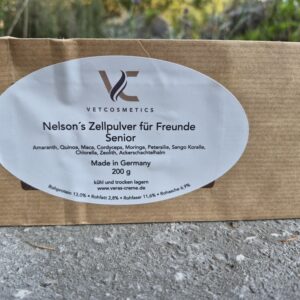 VC
VETCOSMETICS
Nelson´s Zellpulver für Freunde
Senior
Amaranth, Quinoa, Maca, Cordyceps, Moringa, Petersilie, Sango Koralle,
Chlorella, Zeolith, Ackerschachtelhalm
Made in Germany
200 g
kühl und trocken lagern
www.veras-creme.de
Rohprotein 13,0% • Rohfett 2,8% • Rohfaser 11,6% • Rohasche 6,9%